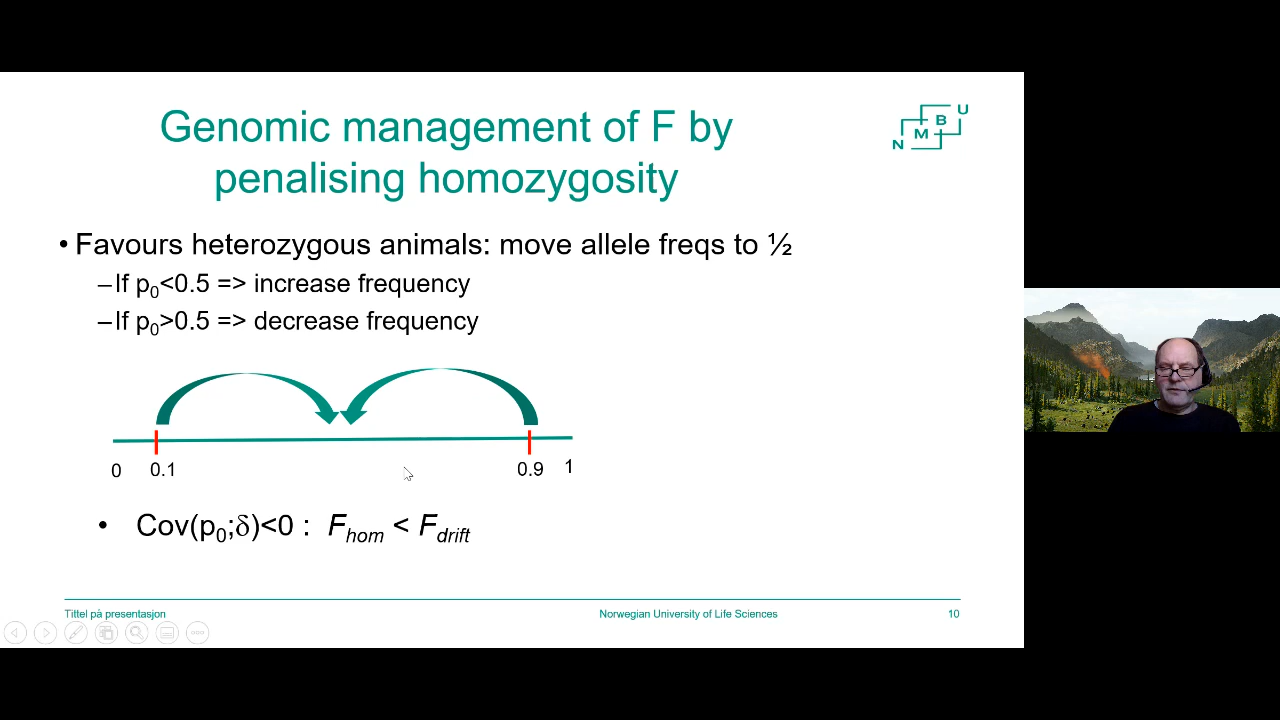 Genomic management of F by
penalising homozygosity
N M B U
• Favours heterozygous animals: move allele freqs to ½
–If p₀<0.5 => increase frequency
–If p₀>0.5 => decrease frequency
0 0.1 0.9 1
• Cov(p₀;δ)<0 : F_hom < F_drift
Tittel på presentasjon Norwegian University of Life Sciences 10